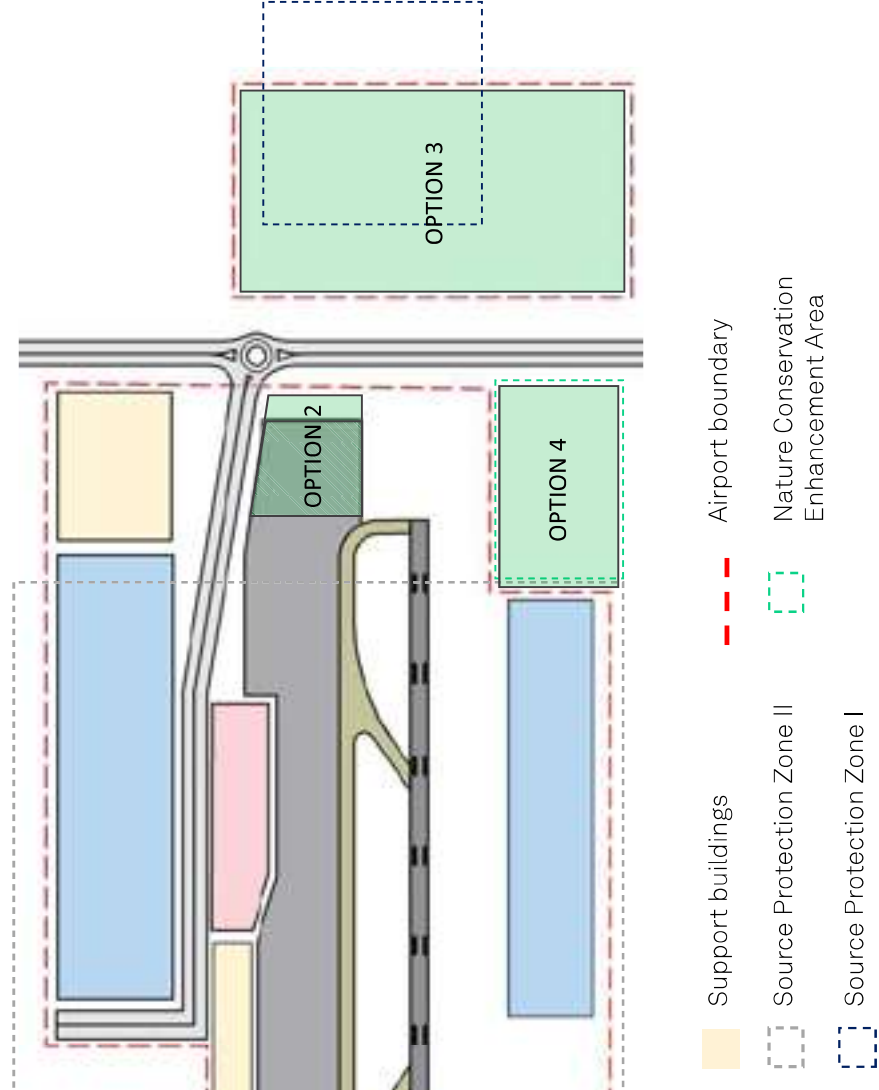 OPTION 3
OPTION 2
OPTION 4
Support buildings
Source Protection Zone II
Source Protection Zone I
Airport boundary
Nature Conservation
Enhancement Area